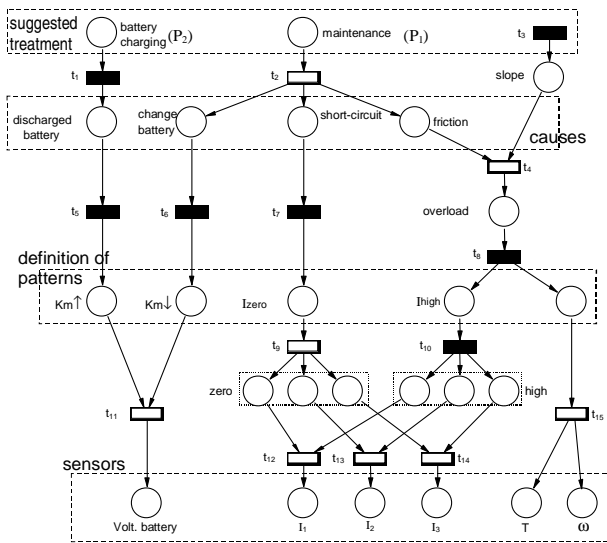 suggested treatment
battery charging (P₂)
maintenance (P₁)
t₃
t₁
t₂
slope
discharged battery
change battery
short-circuit
friction
causes
t₄
t₅
t₆
t₇
overload
t₈
definition of patterns
Km↑
Km↓
Izero
Ihigh
t₉
t₁₀
zero
high
t₁₁
t₁₅
t₁₂
t₁₃
t₁₄
sensors
Volt. battery
I₁
I₂
I₃
T
ω